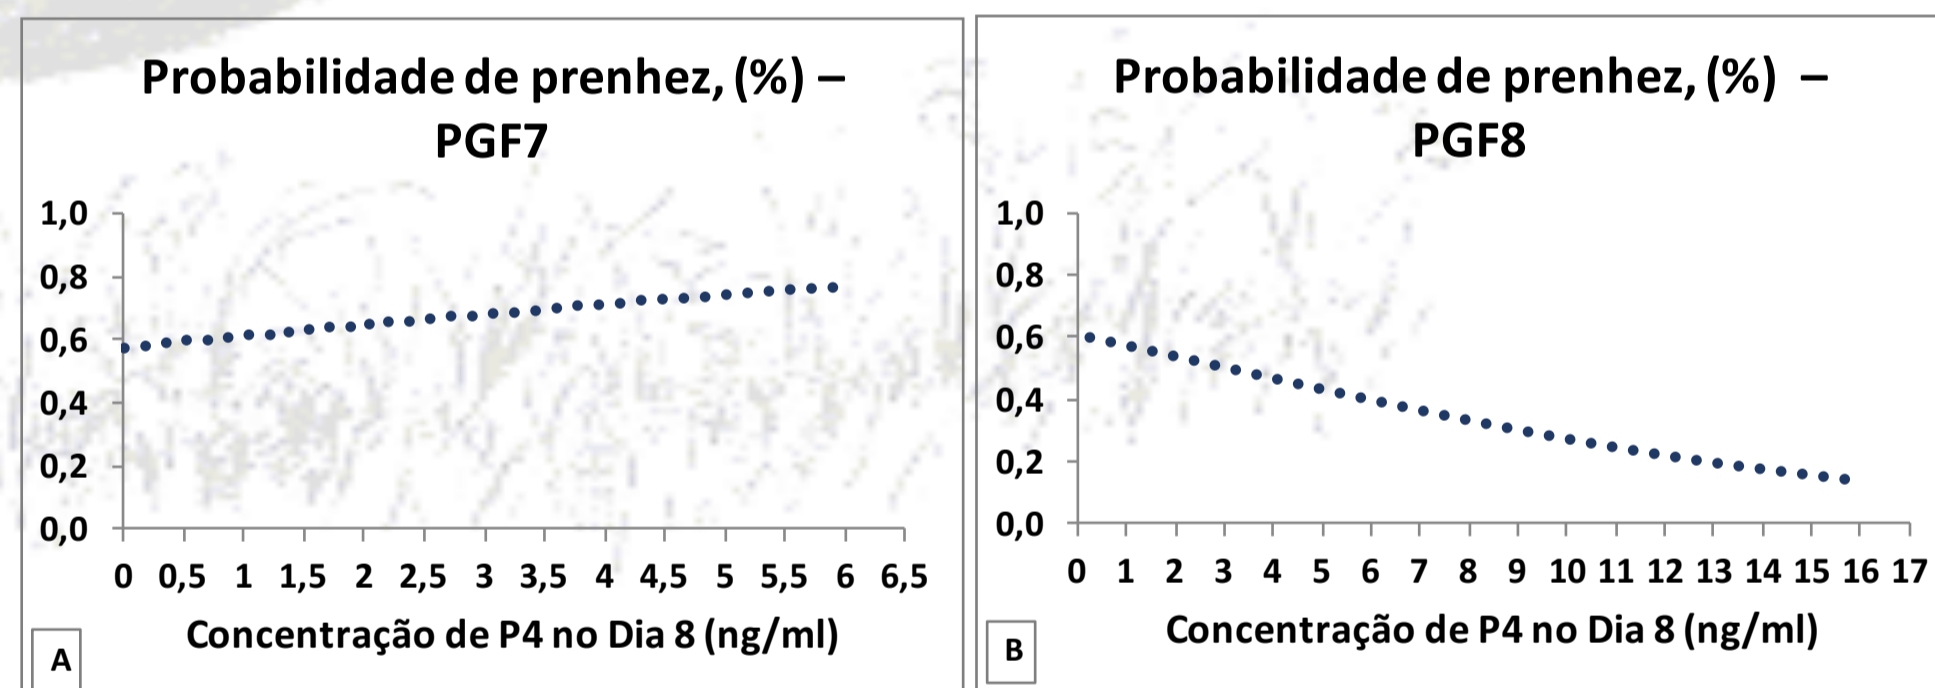 Probabilidade de prenhez, (%) –
PGF7
1,0
0,8
0,6
0,4
0,2
0,0
0 0,5 1 1,5 2 2,5 3 3,5 4 4,5 5 5,5 6 6,5
Concentração de P4 no Dia 8 (ng/ml)
A
Probabilidade de prenhez, (%) –
PGF8
1,0
0,8
0,6
0,4
0,2
0,0
0 1 2 3 4 5 6 7 8 9 10 11 12 13 14 15 16 17
Concentração de P4 no Dia 8 (ng/ml)
B